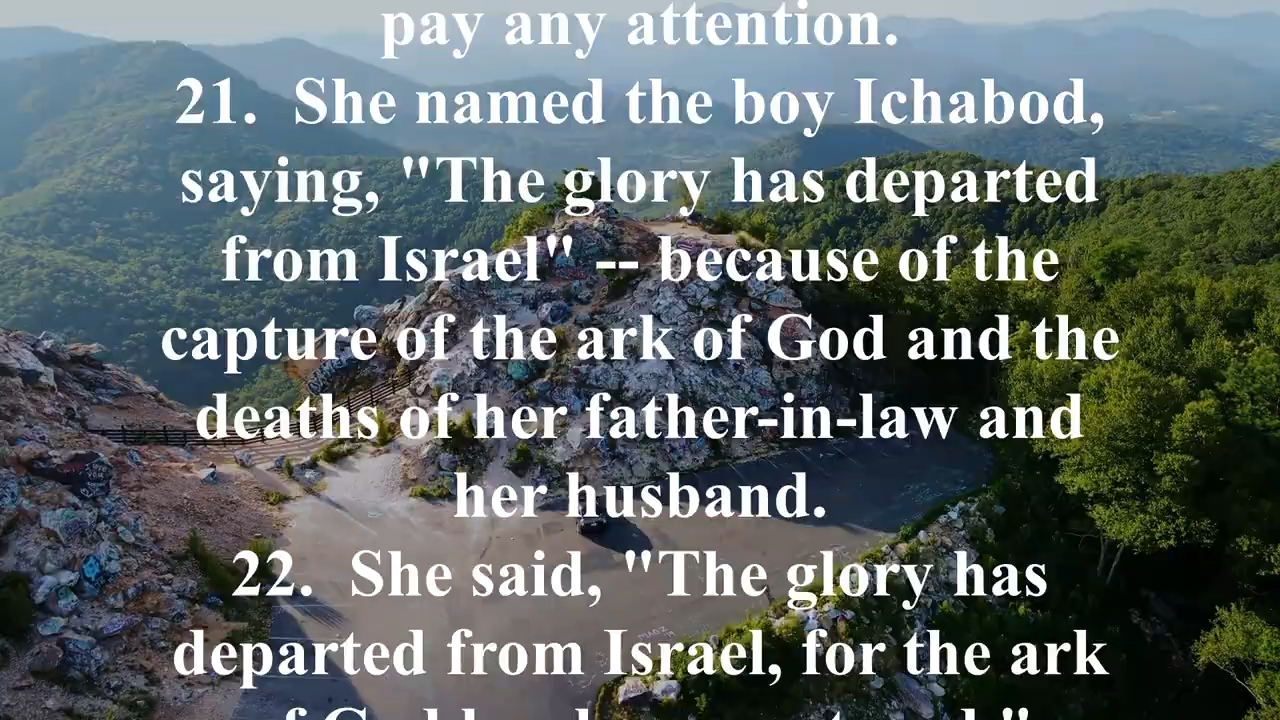 pay any attention.
21. She named the boy Ichabod,
saying, "The glory has departed
from Israel" -- because of the
capture of the ark of God and the
deaths of her father-in-law and
her husband.
22. She said, "The glory has
departed from Israel, for the ark